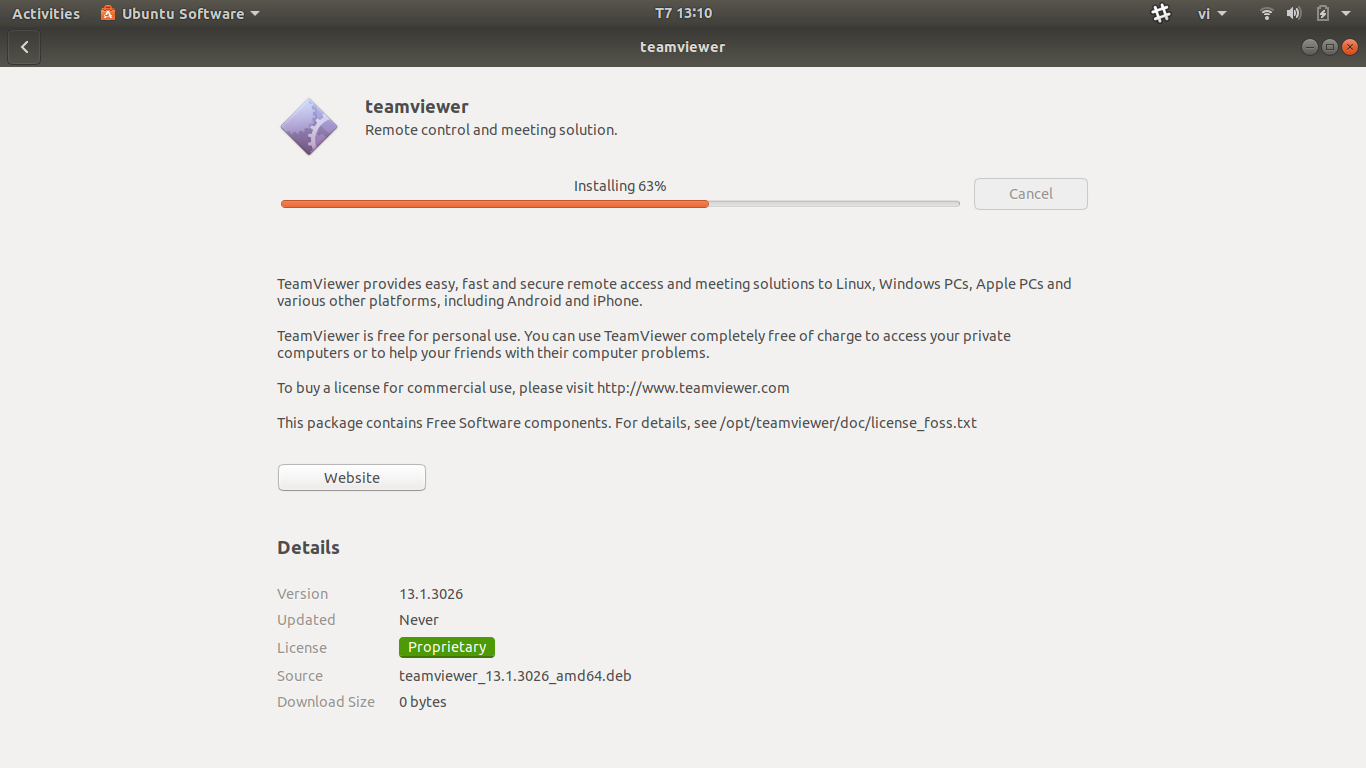 Activities Ubuntu Software T7 13:10 vi
teamviewer
teamviewer
Remote control and meeting solution.
Installing 63%
Cancel
TeamViewer provides easy, fast and secure remote access and meeting solutions to Linux, Windows PCs, Apple PCs and
various other platforms, including Android and iPhone.
TeamViewer is free for personal use. You can use TeamViewer completely free of charge to access your private
computers or to help your friends with their computer problems.
To buy a license for commercial use, please visit http://www.teamviewer.com
This package contains Free Software components. For details, see /opt/teamviewer/doc/license_foss.txt
Website
Details
Version 13.1.3026
Updated Never
License Proprietary
Source teamviewer_13.1.3026_amd64.deb
Download Size 0 bytes